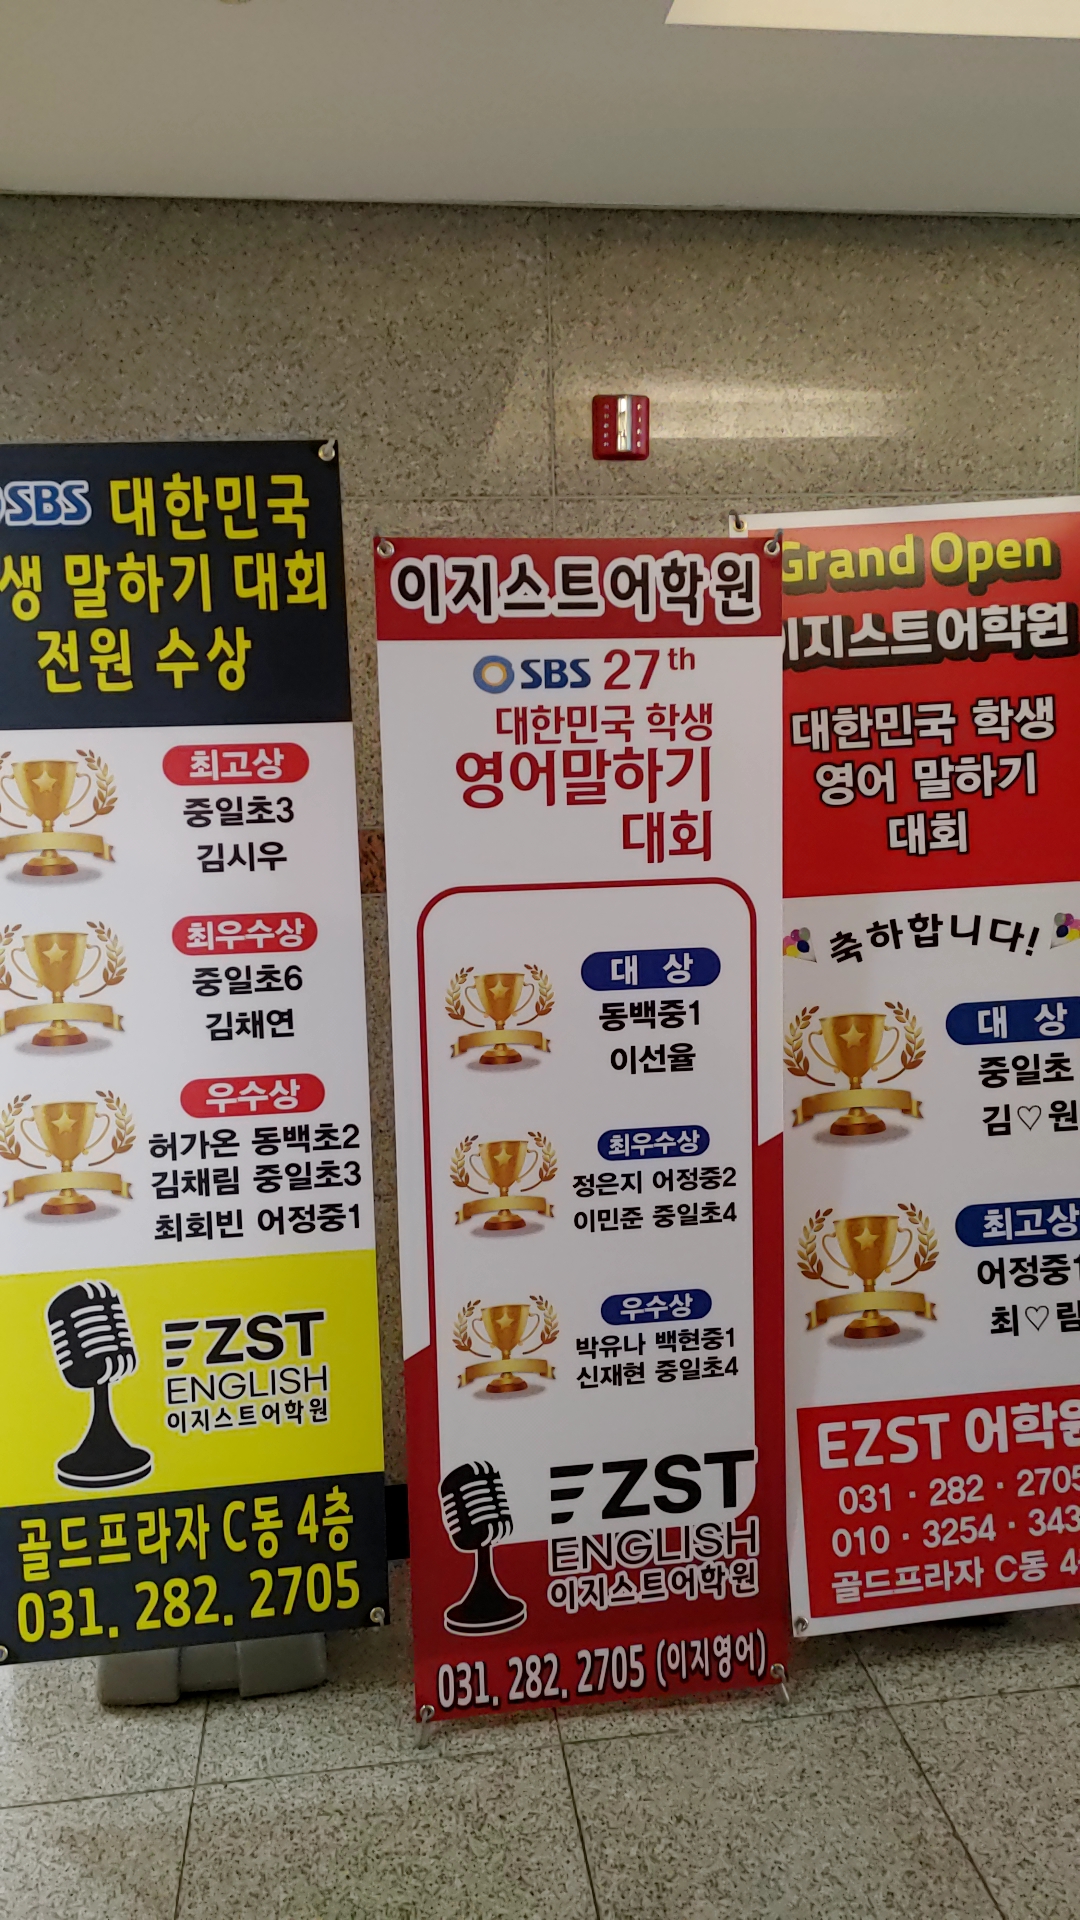 SBS 대한민국
생 말하기 대회
전원 수상
최고상
중일초3
김시우
최우수상
중일초6
김채연
우수상
허가온 동백초2
김채림 중일초3
최회빈 어정중1
EZST
ENGLISH
이지스트어학원
골드프라자 C동 4층
031. 282. 2705
이지스트어학원
SBS 27th
대한민국 학생
영어말하기
대회
대 상
동백중1
이선율
최우수상
정은지 어정중2
이민준 중일초4
우수상
박유나 백현중1
신재현 중일초4
EZST
ENGLISH
이지스트어학원
031. 282. 2705 (이지영어)
Grand Open
이지스트어학원
대한민국 학생
영어 말하기
대회
축하합니다!
대 상
중일초
김♡원
최고상
어정중1
최♡림
EZST 어학원
031 · 282 · 2705
010 · 3254 · 343
골드프라자 C동 4